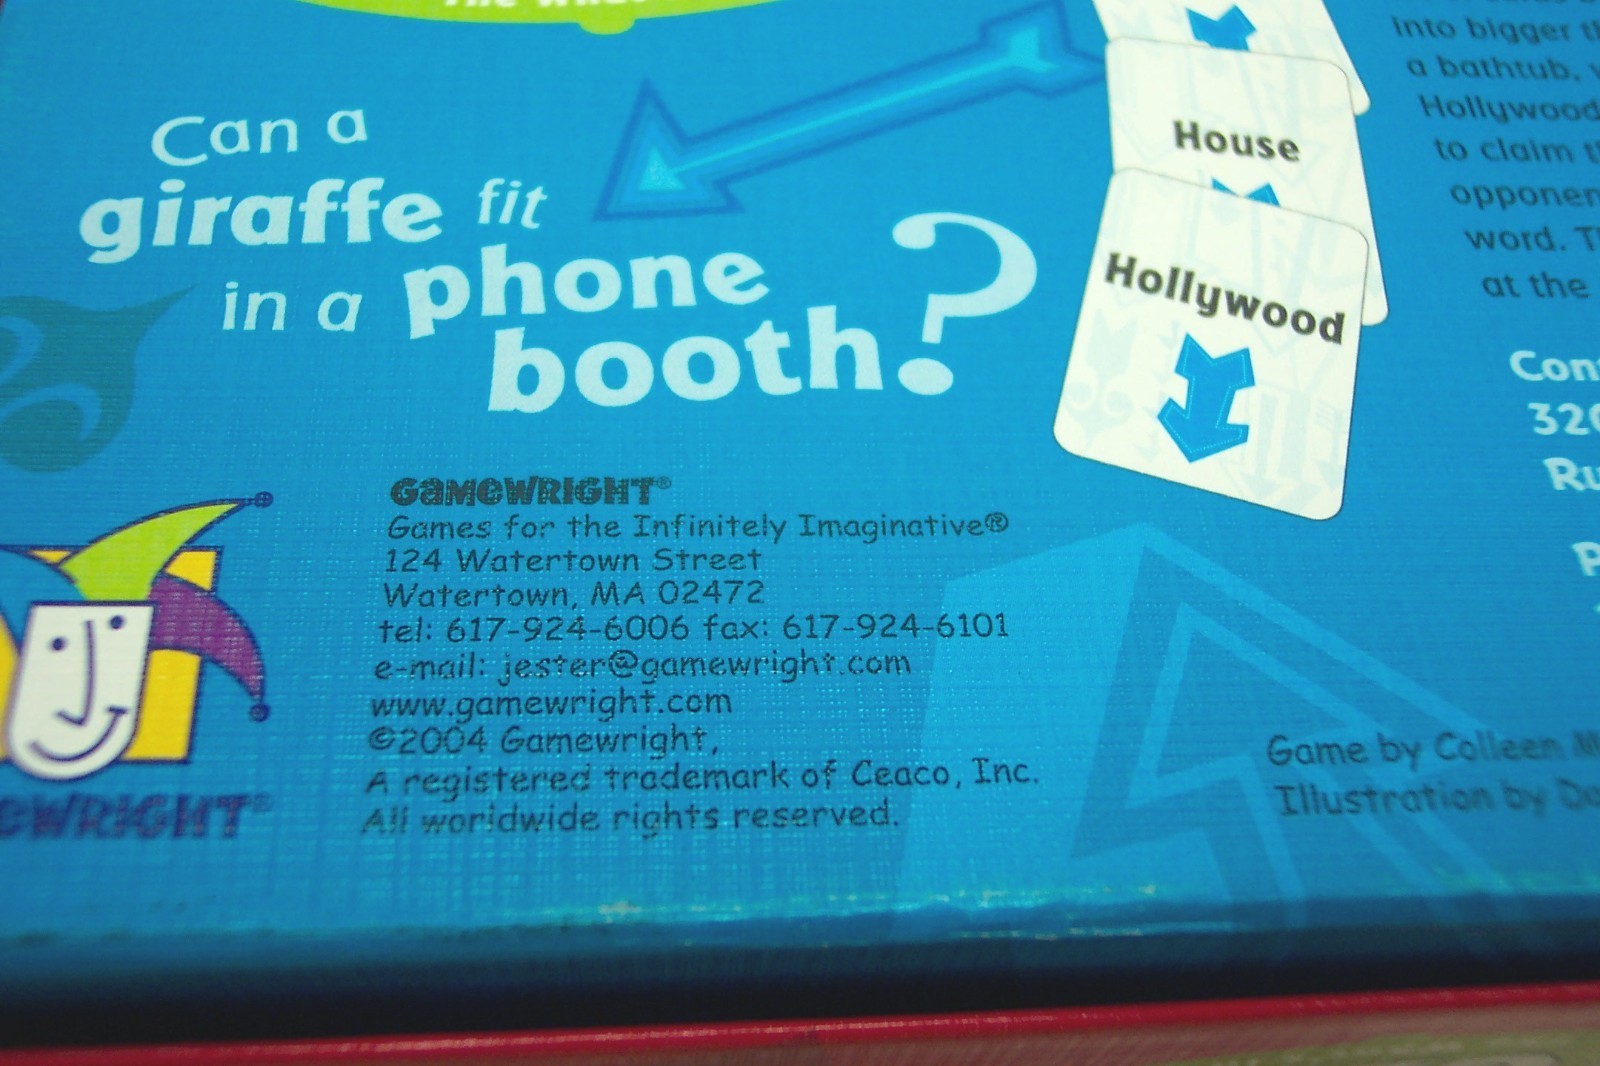 The
Can a
giraffe fit
in a phone
booth?
House
Hollywood
into bigger
a bathtub,
Hollywood
to claim
word.
at the
GAMEWRIGHT®
Games for the Infinitely Imaginative®
124 Watertown Street
Watertown, MA 02472
tel: 617-924-6006 fax: 617-924-6101
e-mail: jester@gamewright.com
www.gamewright.com
©2004 Gamewright,
A registered trademark of Ceaco, Inc.
All worldwide rights reserved.
Game by Colleen
Illustration by